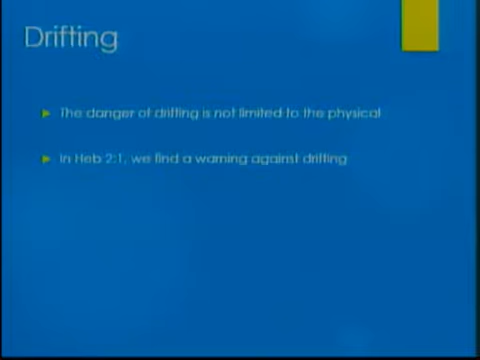 Drifting
The danger of drifting is not limited to the physical
In Heb 2:1, we find a warning against drifting